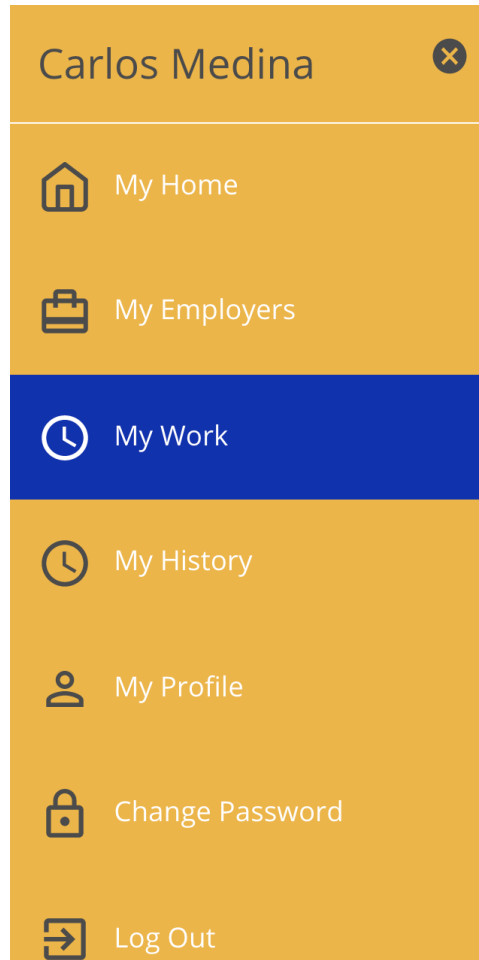 Carlos Medina
My Home
My Employers
My Work
My History
My Profile
Change Password
Log Out